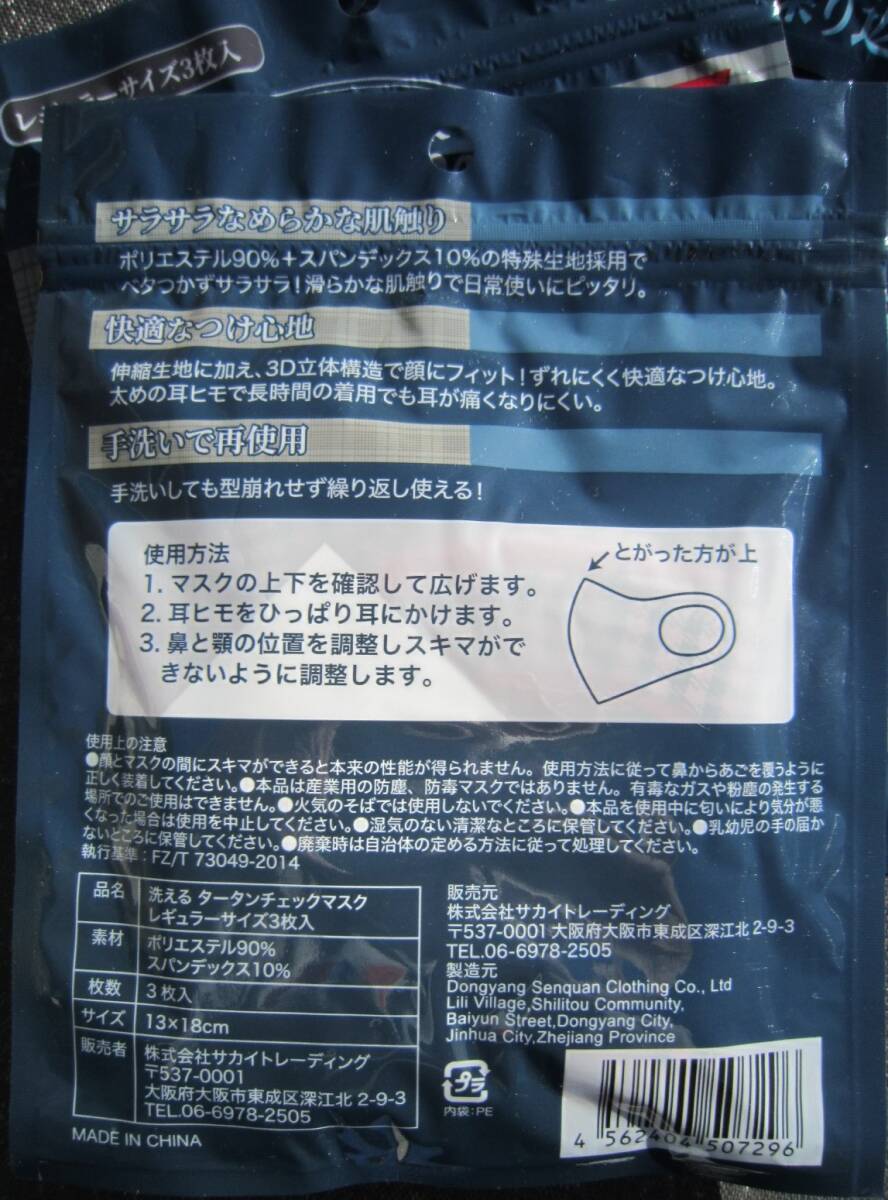 レギュラーサイズ3枚入
サラサラなめらかな肌触り
ポリエステル90%+スパンデックス10%の特殊生地採用で
ベタつかずサラサラ!滑らかな肌触りで日常使いにピッタリ。
快適なつけ心地
伸縮生地に加え、3D立体構造で顔にフィット!ずれにくく快適なつけ心地。
太めの耳ヒモで長時間の着用でも耳が痛くなりにくい。
手洗いで再使用
手洗いしても型崩れせず繰り返し使える!
使用方法
1. マスクの上下を確認して広げます。
2. 耳ヒモをひっぱり耳にかけます。
3. 鼻と顎の位置を調整しスキマがで
きないように調整します。
とがった方が上
使用上の注意
●顔とマスクの間にスキマができると本来の性能が得られません。使用方法に従って鼻からあごを覆うように
正しく装着してください。●本品は産業用の防塵、防毒マスクではありません。有毒なガスや粉塵の発生する
場所でのご使用はできません。●火気のそばでは使用しないでください。●本品を使用中に匂いにより気分が悪
くなった場合は使用を中止してください。●湿気のない清潔なところに保管してください。●乳幼児の手の届か
ないところに保管してください。●廃棄時は自治体の定める方法に従って処理してください。
執行基準:FZ/T 73049-2014
品名 洗える タータンチェックマスク
レギュラーサイズ3枚入
素材 ポリエステル90%
スパンデックス10%
枚数 3枚入
サイズ 13×18cm
販売者 株式会社サカイトレーディング
〒537-0001
大阪府大阪市東成区深江北 2-9-3
TEL.06-6978-2505
MADE IN CHINA
販売元
株式会社サカイトレーディング
〒537-0001 大阪府大阪市東成区深江北 2-9-3
TEL.06-6978-2505
製造元
Dongyang Senquan Clothing Co., Ltd
Lili Village,Shilitou Community,
Baiyun Street,Dongyang City,
Jinhua City,Zhejiang Province
プラ
内袋:PE
4 562404 507296